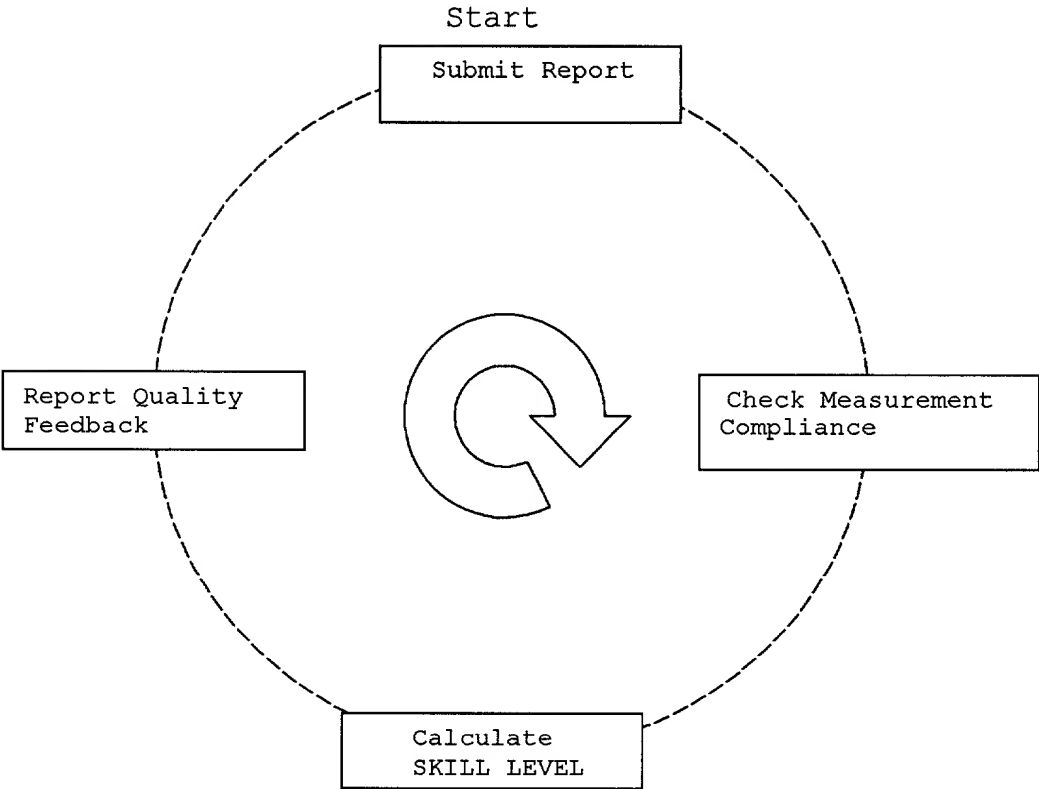 Start
Submit Report
Report Quality
Feedback
Check Measurement
Compliance
Calculate
SKILL LEVEL